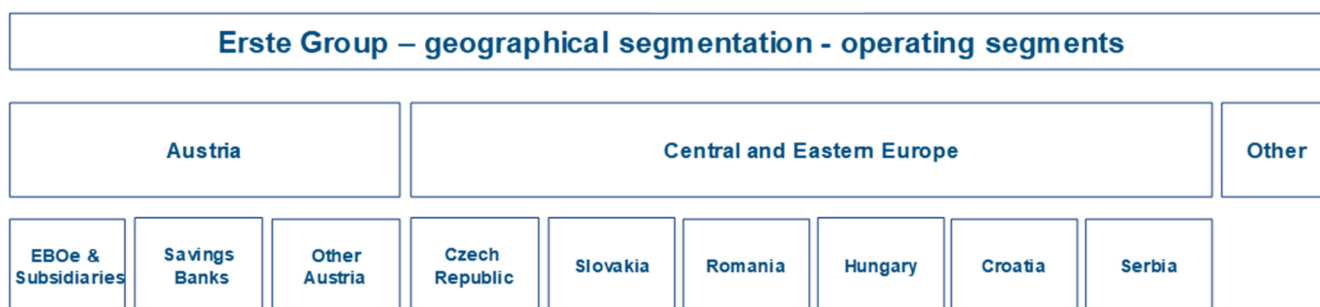 Erste Group – geographical segmentation - operating segments
Austria
Central and Eastern Europe
Other
EBOe &
Subsidiaries
Savings
Banks
Other
Austria
Czech
Republic
Slovakia
Romania
Hungary
Croatia
Serbia